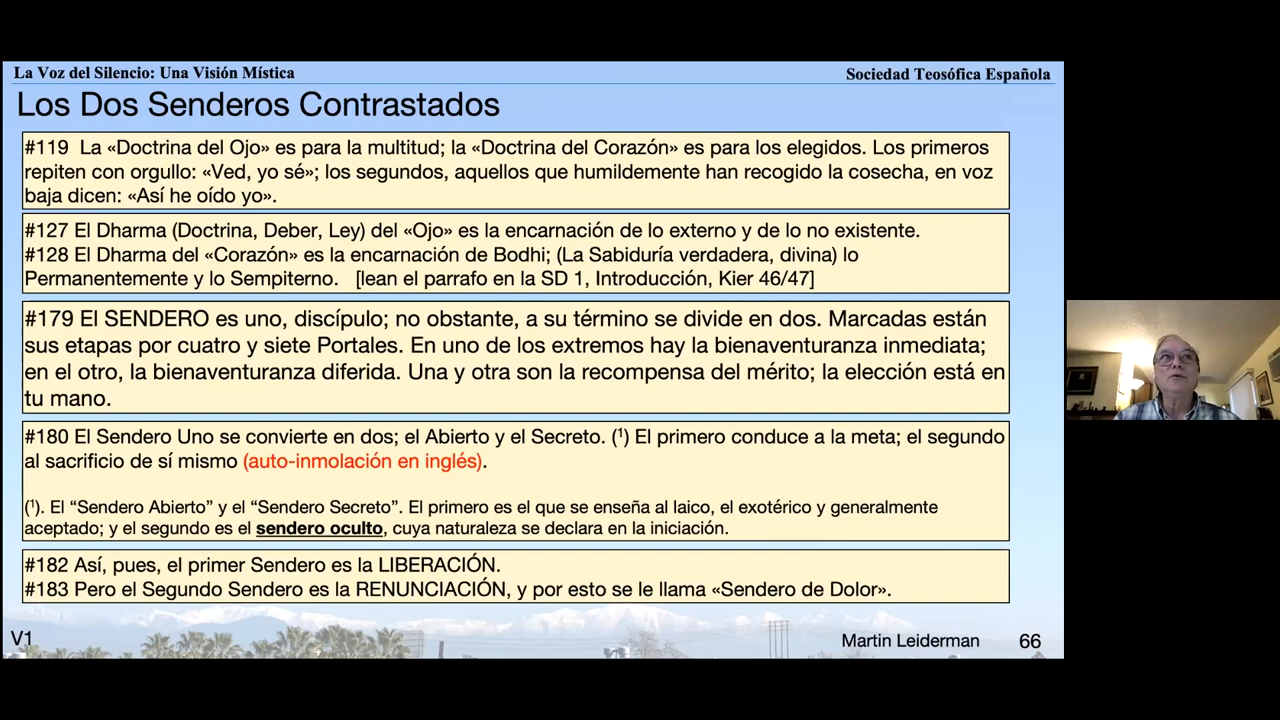 La Voz del Silencio: Una Visión Mística
Sociedad Teosófica Española
Los Dos Senderos Contrastados
#119 La «Doctrina del Ojo» es para la multitud; la «Doctrina del Corazón» es para los elegidos. Los primeros
repiten con orgullo: «Ved, yo sé»; los segundos, aquellos que humildemente han recogido la cosecha, en voz
baja dicen: «Así he oído yo».
#127 El Dharma (Doctrina, Deber, Ley) del «Ojo» es la encarnación de lo externo y de lo no existente.
#128 El Dharma del «Corazón» es la encarnación de Bodhi; (La Sabiduría verdadera, divina) lo
Permanentemente y lo Sempiterno. [lean el parrafo en la SD 1, Introducción, Kier 46/47]
#179 El SENDERO es uno, discípulo; no obstante, a su término se divide en dos. Marcadas están
sus etapas por cuatro y siete Portales. En uno de los extremos hay la bienaventuranza inmediata;
en el otro, la bienaventuranza diferida. Una y otra son la recompensa del mérito; la elección está en
tu mano.
#180 El Sendero Uno se convierte en dos; el Abierto y el Secreto. (¹) El primero conduce a la meta; el segundo
al sacrificio de sí mismo (auto-inmolación en inglés).
(¹). El “Sendero Abierto” y el “Sendero Secreto”. El primero es el que se enseña al laico, el exotérico y generalmente
aceptado; y el segundo es el sendero oculto, cuya naturaleza se declara en la iniciación.
#182 Así, pues, el primer Sendero es la LIBERACIÓN.
#183 Pero el Segundo Sendero es la RENUNCIACIÓN, y por esto se le llama «Sendero de Dolor».
V1
Martin Leiderman
66